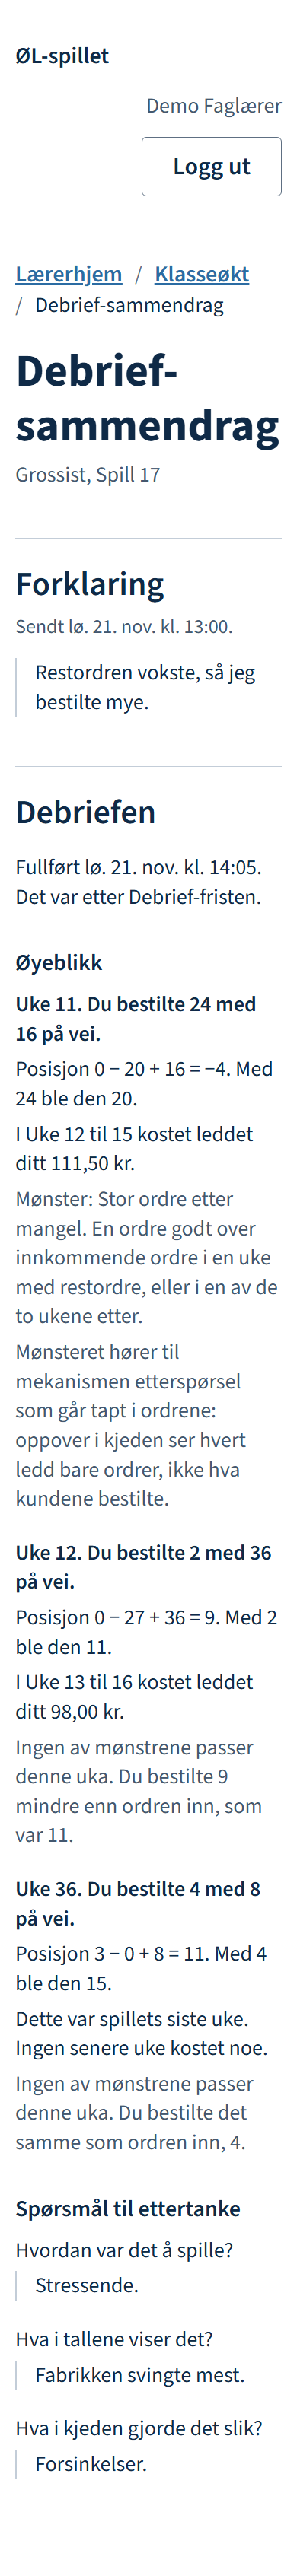 ØL-spillet
Demo Faglærer
Logg ut
Lærerhjem / Klasseøkt
/ Debrief-sammendrag
Debrief-
sammendrag
Grossist, Spill 17
Forklaring
Sendt lø. 21. nov. kl. 13:00.
Restordren vokste, så jeg
bestilte mye.
Debriefen
Fullført lø. 21. nov. kl. 14:05.
Det var etter Debrief-fristen.
Øyeblikk
Uke 11. Du bestilte 24 med
16 på vei.
Posisjon 0 − 20 + 16 = −4. Med
24 ble den 20.
I Uke 12 til 15 kostet leddet
ditt 111,50 kr.
Mønster: Stor ordre etter
mangel. En ordre godt over
innkommende ordre i en uke
med restordre, eller i en av de
to ukene etter.
Mønsteret hører til
mekanismen etterspørsel
som går tapt i ordrene:
oppover i kjeden ser hvert
ledd bare ordrer, ikke hva
kundene bestilte.
Uke 12. Du bestilte 2 med 36
på vei.
Posisjon 0 − 27 + 36 = 9. Med 2
ble den 11.
I Uke 13 til 16 kostet leddet
ditt 98,00 kr.
Ingen av mønstrene passer
denne uka. Du bestilte 9
mindre enn ordren inn, som
var 11.
Uke 36. Du bestilte 4 med 8
på vei.
Posisjon 3 − 0 + 8 = 11. Med 4
ble den 15.
Dette var spillets siste uke.
Ingen senere uke kostet noe.
Ingen av mønstrene passer
denne uka. Du bestilte det
samme som ordren inn, 4.
Spørsmål til ettertanke
Hvordan var det å spille?
Stressende.
Hva i tallene viser det?
Fabrikken svingte mest.
Hva i kjeden gjorde det slik?
Forsinkelser.